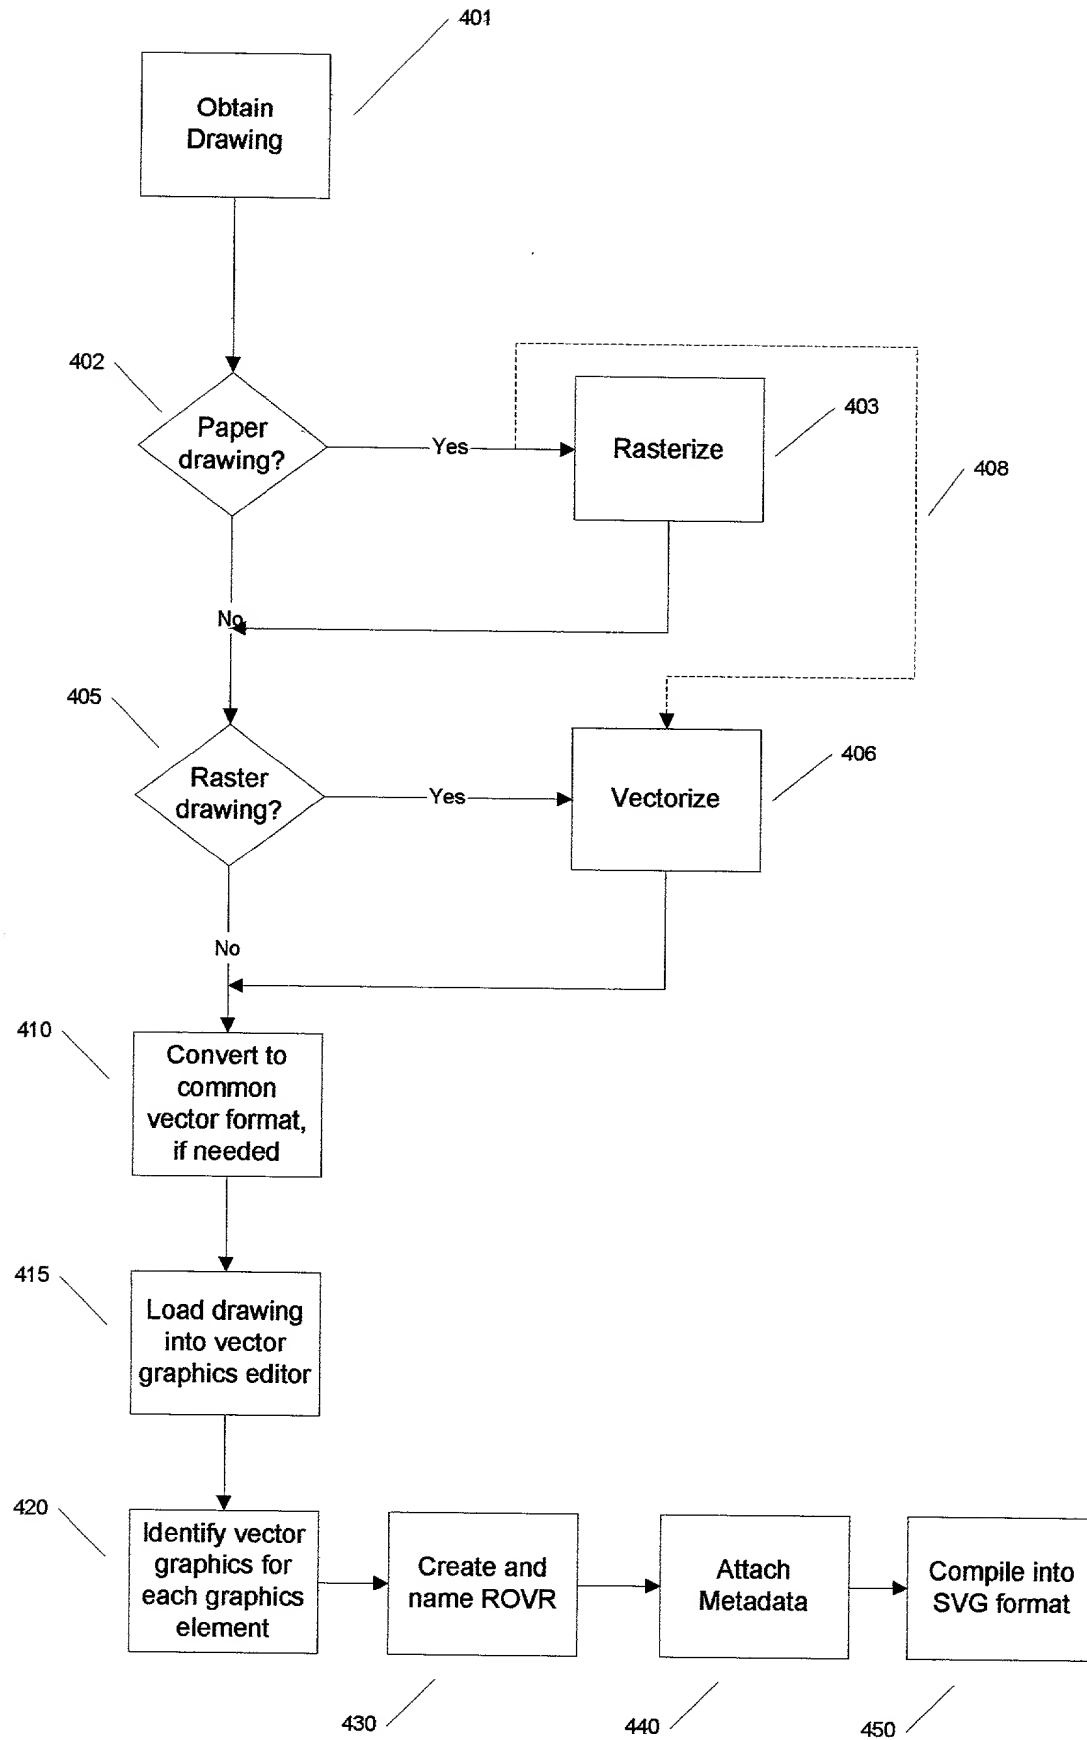 401
Obtain
Drawing
402
Paper
drawing?
Yes
Rasterize
403
408
No
405
Raster
drawing?
Yes
Vectorize
406
No
410
Convert to
common
vector format,
if needed
415
Load drawing
into vector
graphics editor
420
Identify vector
graphics for
each graphics
element
Create and
name ROVR
Attach
Metadata
Compile into
SVG format
430
440
450